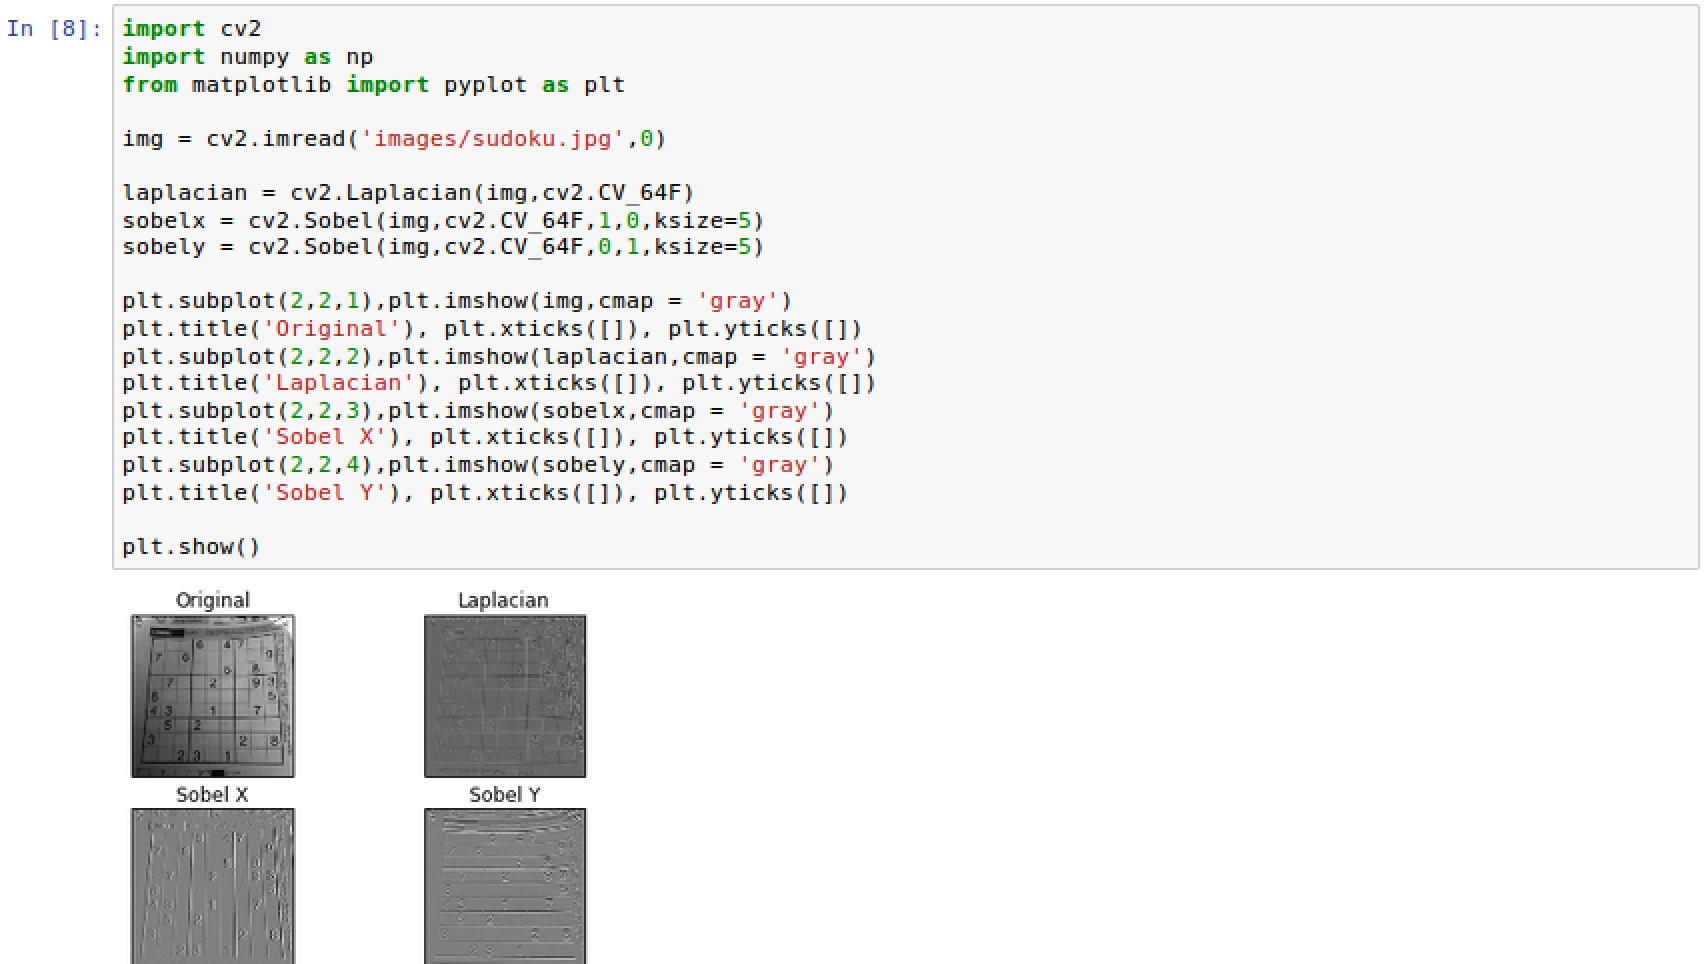 In [8]:
import cv2
import numpy as np
from matplotlib import pyplot as plt
img = cv2.imread('images/sudoku.jpg',0)
laplacian = cv2.Laplacian(img,cv2.CV_64F)
sobelx = cv2.Sobel(img,cv2.CV_64F,1,0,ksize=5)
sobely = cv2.Sobel(img,cv2.CV_64F,0,1,ksize=5)
plt.subplot(2,2,1),plt.imshow(img,cmap = 'gray')
plt.title('Original'), plt.xticks([]), plt.yticks([])
plt.subplot(2,2,2),plt.imshow(laplacian,cmap = 'gray')
plt.title('Laplacian'), plt.xticks([]), plt.yticks([])
plt.subplot(2,2,3),plt.imshow(sobelx,cmap = 'gray')
plt.title('Sobel X'), plt.xticks([]), plt.yticks([])
plt.subplot(2,2,4),plt.imshow(sobely,cmap = 'gray')
plt.title('Sobel Y'), plt.xticks([]), plt.yticks([])
plt.show()
Original
Laplacian
Sobel X
Sobel Y